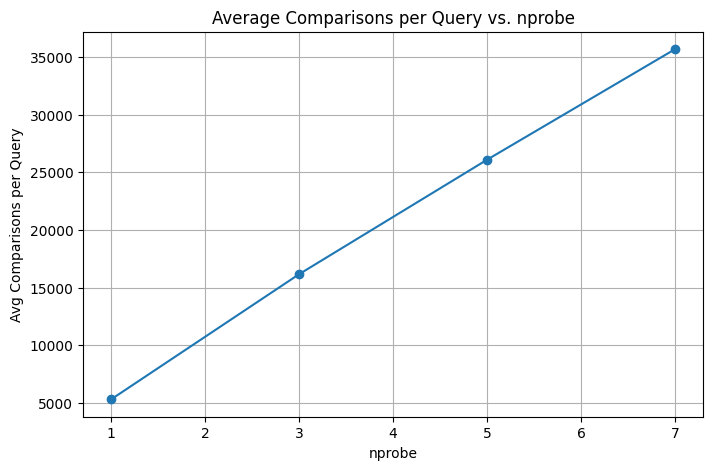 Average Comparisons per Query vs. nprobe
Avg Comparisons per Query
35000
30000
25000
20000
15000
10000
5000
1 2 3 4 5 6 7
nprobe